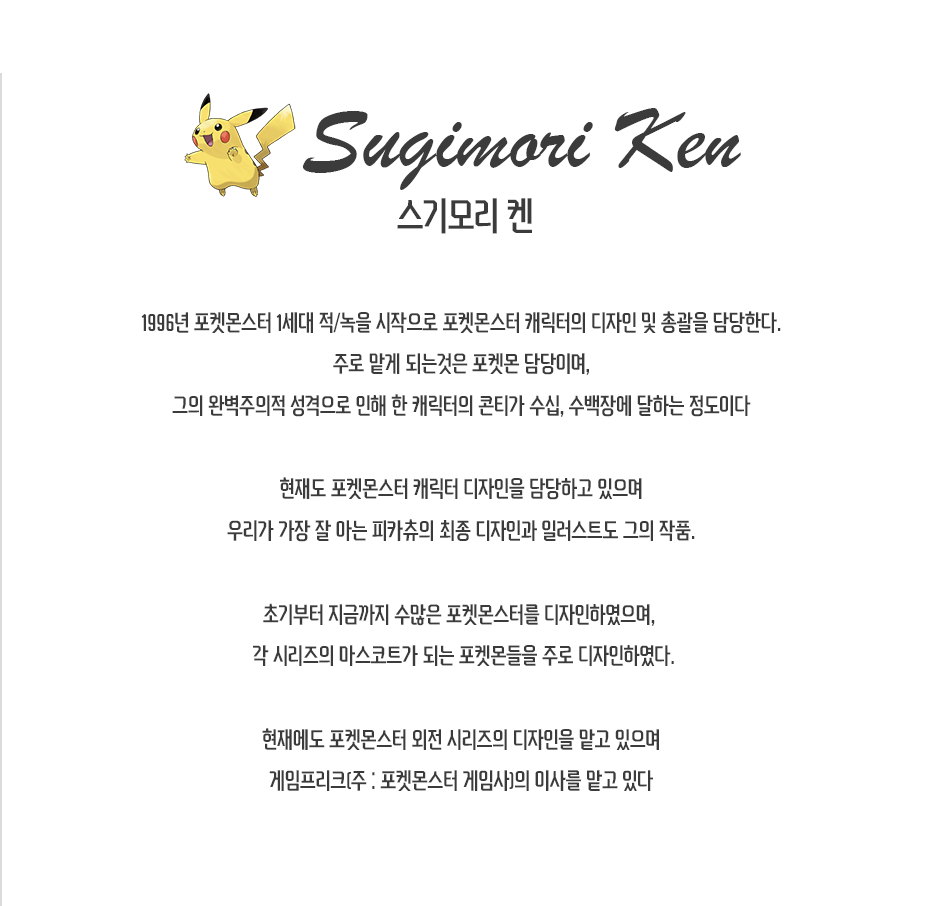 Sugimori Ken
스기모리 켄
1996년 포켓몬스터 1세대 적/녹을 시작으로 포켓몬스터 캐릭터의 디자인 및 총괄을 담당한다.
주로 맡게 되는것은 포켓몬 담당이며,
그의 완벽주의적 성격으로 인해 한 캐릭터의 콘티가 수십, 수백장에 달하는 정도이다
현재도 포켓몬스터 캐릭터 디자인을 담당하고 있으며
우리가 가장 잘 아는 피카츄의 최종 디자인과 일러스트도 그의 작품.
초기부터 지금까지 수많은 포켓몬스터를 디자인하였으며,
각 시리즈의 마스코트가 되는 포켓몬들을 주로 디자인하였다.
현재에도 포켓몬스터 외전 시리즈의 디자인을 맡고 있으며
게임프리크(주 : 포켓몬스터 게임사)의 이사를 맡고 있다